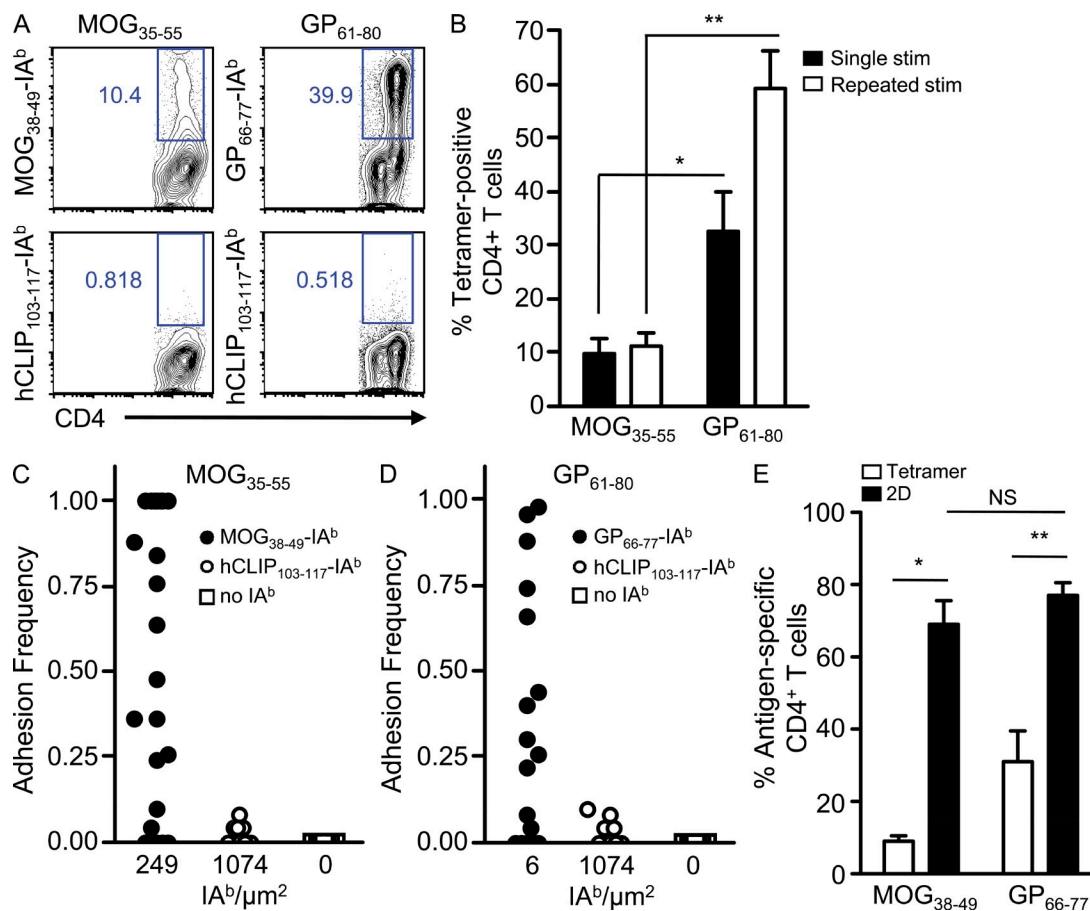 A
MOG35-55
GP61-80
MOG38-49-IAb
10.4
GP66-77-IAb
39.9
hCLIP103-117-IAb
0.818
hCLIP103-117-IAb
0.518
CD4
B
% Tetramer-positive
CD4+ T cells
70
60
50
40
30
20
10
0
**
*
Single stim
Repeated stim
MOG35-55
GP61-80
C
MOG35-55
Adhesion Frequency
1.00
0.75
0.50
0.25
0.00
MOG38-49-IAb
hCLIP103-117-IAb
no IAb
249 1074 0
IAb/µm2
D
GP61-80
Adhesion Frequency
1.00
0.75
0.50
0.25
0.00
GP66-77-IAb
hCLIP103-117-IAb
no IAb
6 1074 0
IAb/µm2
E
Tetramer
2D
% Antigen-specific
CD4+ T cells
100
80
60
40
20
0
NS
*
**
MOG38-49
GP66-77